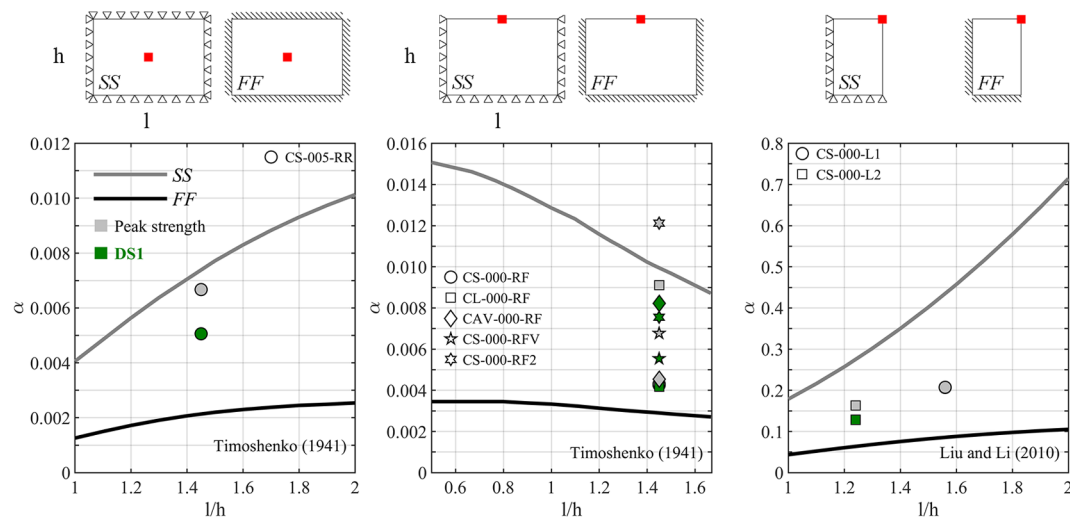 h
SS
FF
l
SS
FF
l
SS
FF
0.012
0.01
0.008
0.006
0.004
0.002
0
α
CS-005-RR
SS
FF
Peak strength
DS1
Timoshenko (1941)
1 1.2 1.4 1.6 1.8 2
l/h
h
0.016
0.014
0.012
0.010
0.008
0.006
0.004
0.002
0
α
CS-000-RF
CL-000-RF
CAV-000-RF
CS-000-RFV
CS-000-RF2
Timoshenko (1941)
0.6 0.8 1 1.2 1.4 1.6
l/h
0.8
0.7
0.6
0.5
0.4
0.3
0.2
0.1
0
α
CS-000-L1
CS-000-L2
Liu and Li (2010)
1 1.2 1.4 1.6 1.8 2
l/h